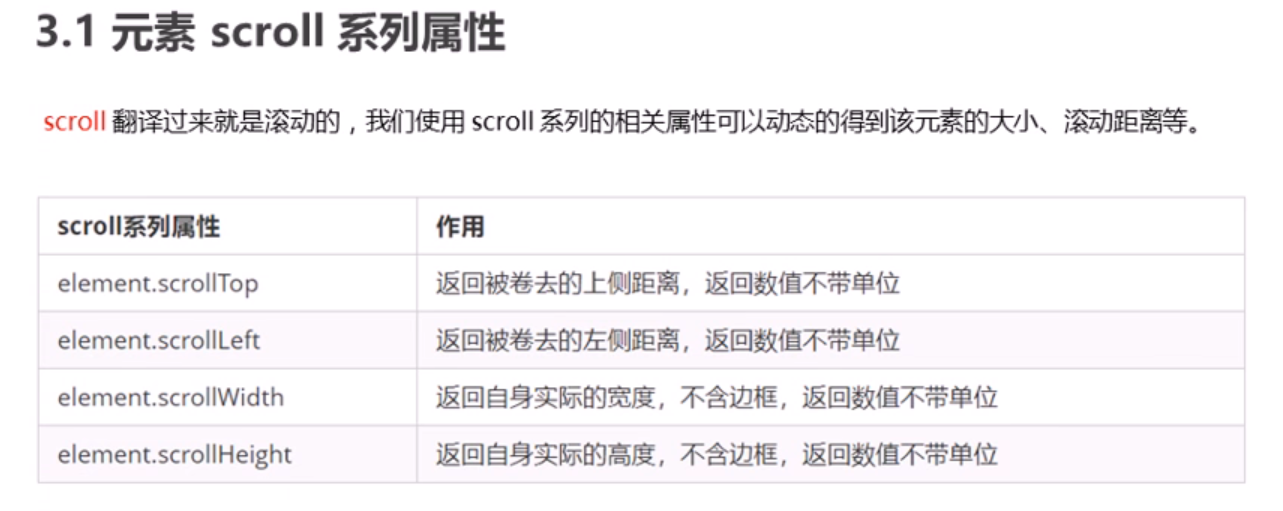 3.1 元素 scroll 系列属性
scroll 翻译过来就是滚动的，我们使用 scroll 系列的相关属性可以动态的得到该元素的大小、滚动距离等。
scroll系列属性 作用
element.scrollTop 返回被卷去的上侧距离，返回数值不带单位
element.scrollLeft 返回被卷去的左侧距离，返回数值不带单位
element.scrollWidth 返回自身实际的宽度，不含边框，返回数值不带单位
element.scrollHeight 返回自身实际的高度，不含边框，返回数值不带单位